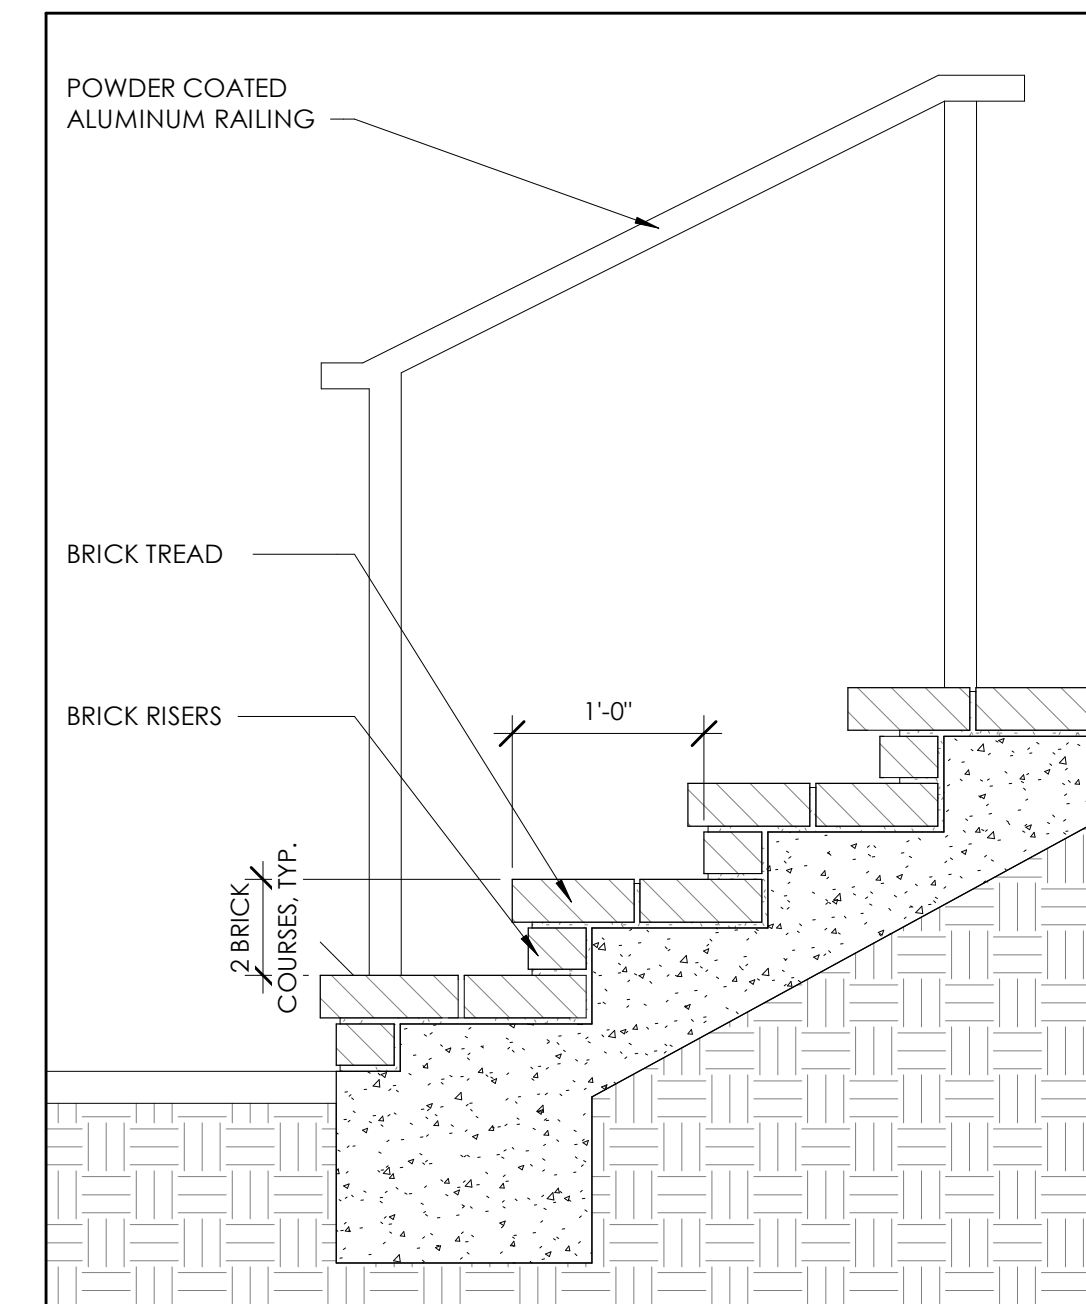 POWDER COATED
ALUMINUM RAILING
BRICK TREAD
BRICK RISERS
1'-0"
2 BRICK
COURSES, TYP.